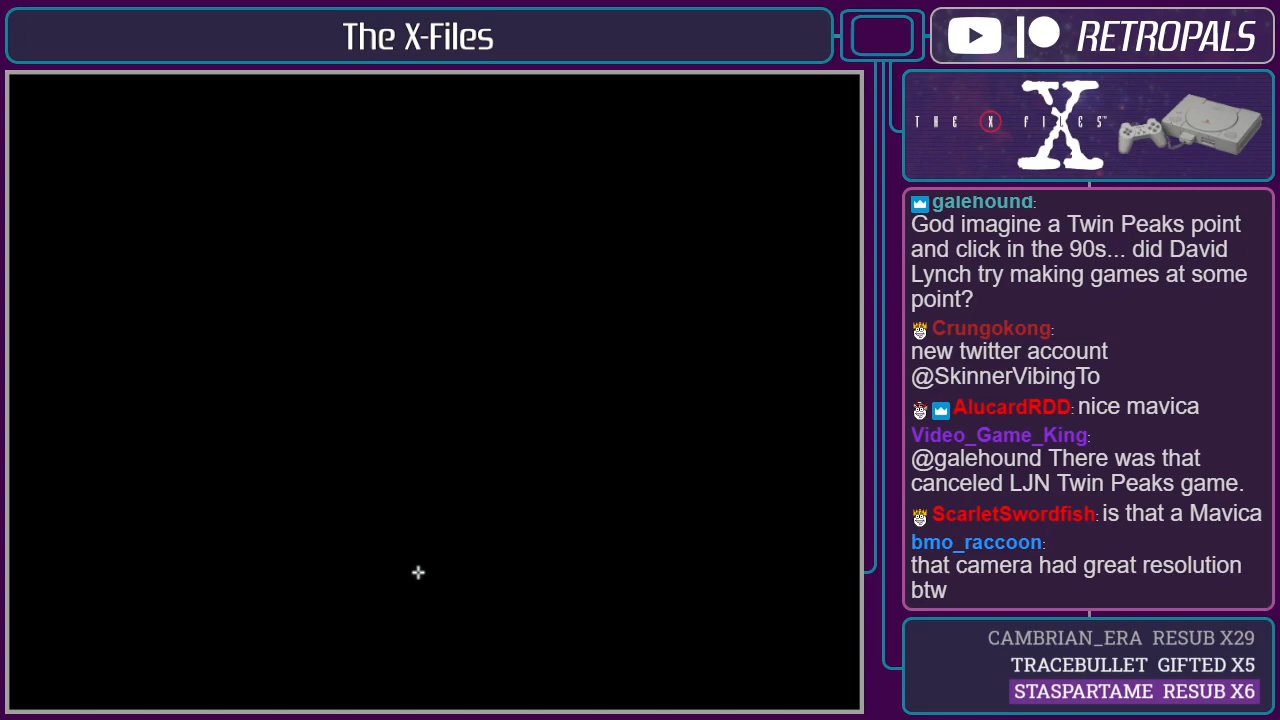 The X-Files
RETROPALS
THE X FILES™
X
galehound:
God imagine a Twin Peaks point
and click in the 90s... did David
Lynch try making games at some
point?
Crungokong:
new twitter account
@SkinnerVibingTo
AlucardRDD: nice mavica
Video_Game_King:
@galehound There was that
canceled LJN Twin Peaks game.
ScarletSwordfish: is that a Mavica
bmo_raccoon:
that camera had great resolution
btw
CAMBRIAN_ERA RESUB X29
TRACEBULLET GIFTED X5
STASPARTAME RESUB X6